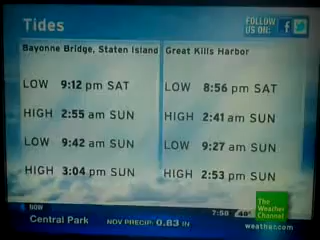 Tides
FOLLOW US ON:
Bayonne Bridge, Staten Island
LOW 9:12 pm SAT
HIGH 2:55 am SUN
LOW 9:42 am SUN
HIGH 3:04 pm SUN
Great Kills Harbor
LOW 8:56 pm SAT
HIGH 2:41 am SUN
LOW 9:27 am SUN
HIGH 2:53 pm SUN
The Weather Channel
weather.com
NOW
7:58 49°
Central Park NOV PRECIP: 0.83 IN